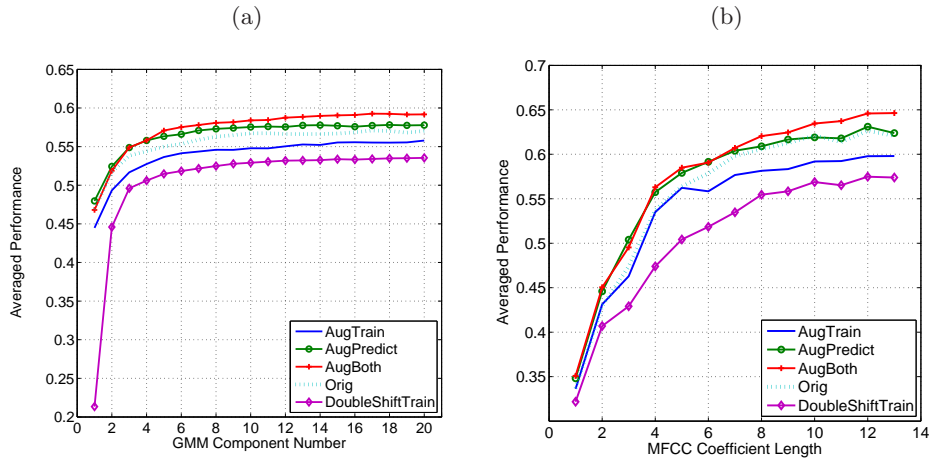 (a)
(b)
0.65
0.6
0.55
0.5
0.45
0.4
0.35
0.3
0.25
0.2
Averaged Performance
0 2 4 6 8 10 12 14 16 18 20
GMM Component Number
AugTrain
AugPredict
AugBoth
Orig
DoubleShiftTrain
0.7
0.65
0.6
0.55
0.5
0.45
0.4
0.35
Averaged Perrformance
0 2 4 6 8 10 12 14
MFCC Coefficient Length
AugTrain
AugPredict
AugBoth
Orig
DoubleShiftTrain